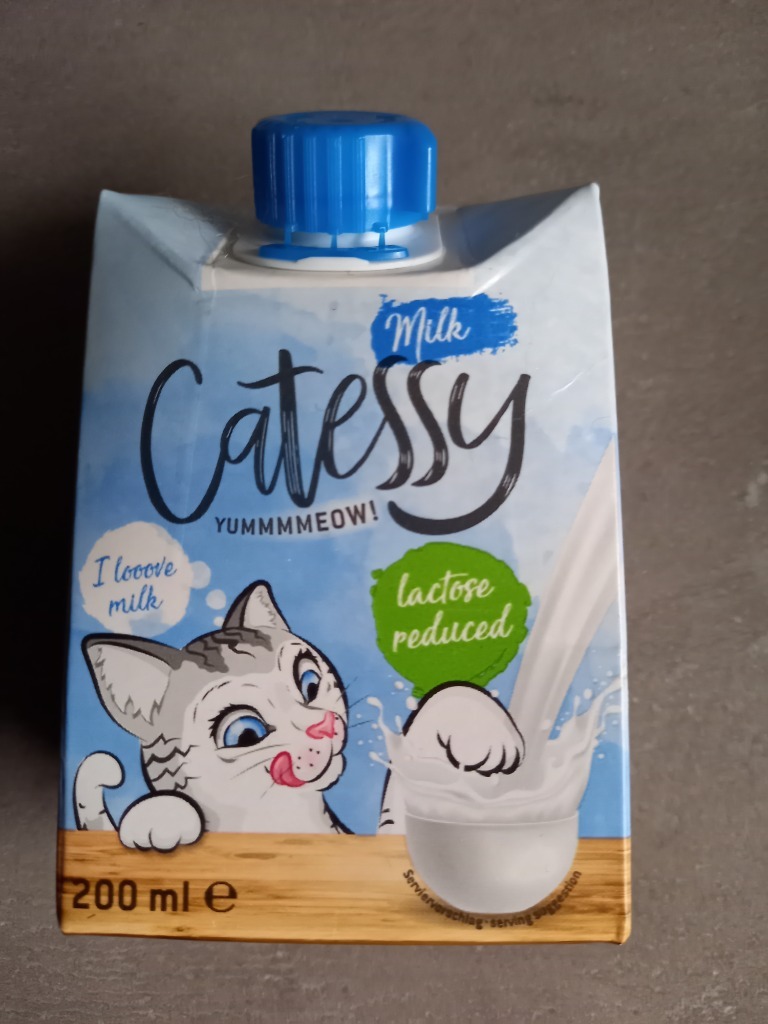 Milk
Catessy
YUMMMMEOW!
I looove
milk
lactose
reduced
200 ml ℮
Serviervorschlag · serving suggestion